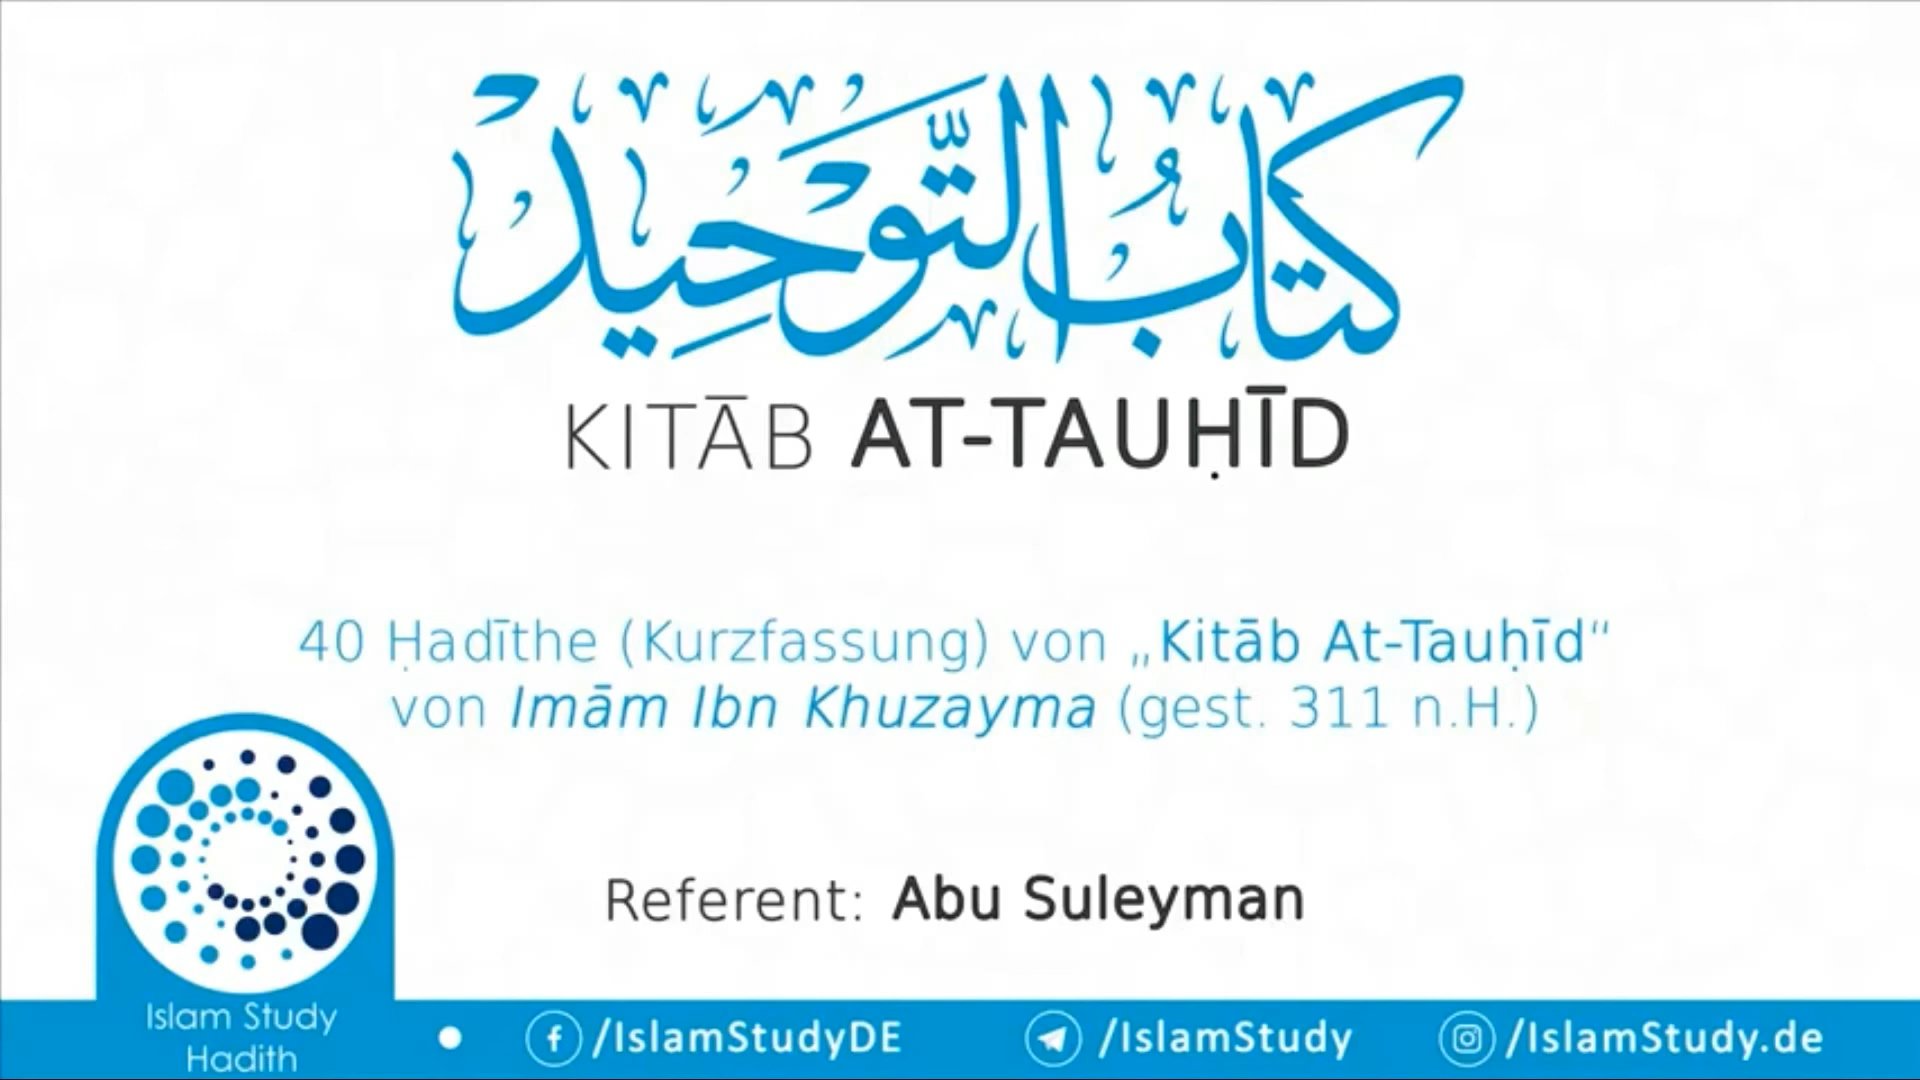 كتابُ التَّوْحِيدْ
KITĀB AT-TAUḤĪD
40 Ḥadīthe (Kurzfassung) von „Kitāb At-Tauḥīd“
von Imām Ibn Khuzayma (gest. 311 n.H.)
Referent: Abu Suleyman
Islam Study
Hadith
/IslamStudyDE
/IslamStudy
/IslamStudy.de